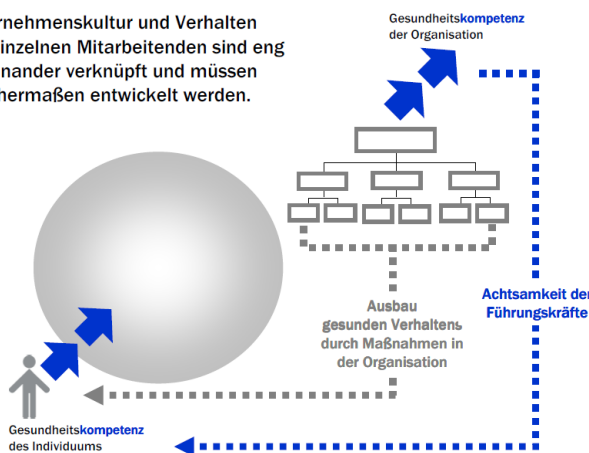 rnehmenskultur und Verhalten
inzelnen Mitarbeitenden sind eng
nander verknüpft und müssen
hermaßen entwickelt werden.
Gesundheitskompetenz
der Organisation
Achtsamkeit der
Führungskräfte
Ausbau
gesunden Verhaltens
durch Maßnahmen in
der Organisation
Gesundheitskompetenz
des Individuums